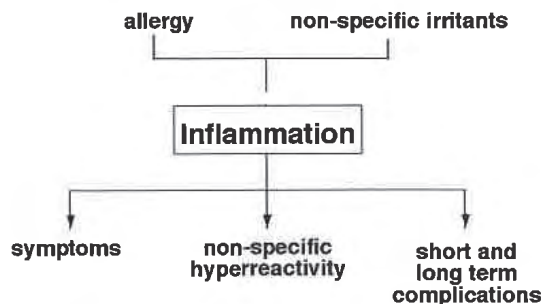 allergy
non-specific irritants
Inflammation
symptoms
non-specific
hyperreactivity
short and
long term
complications